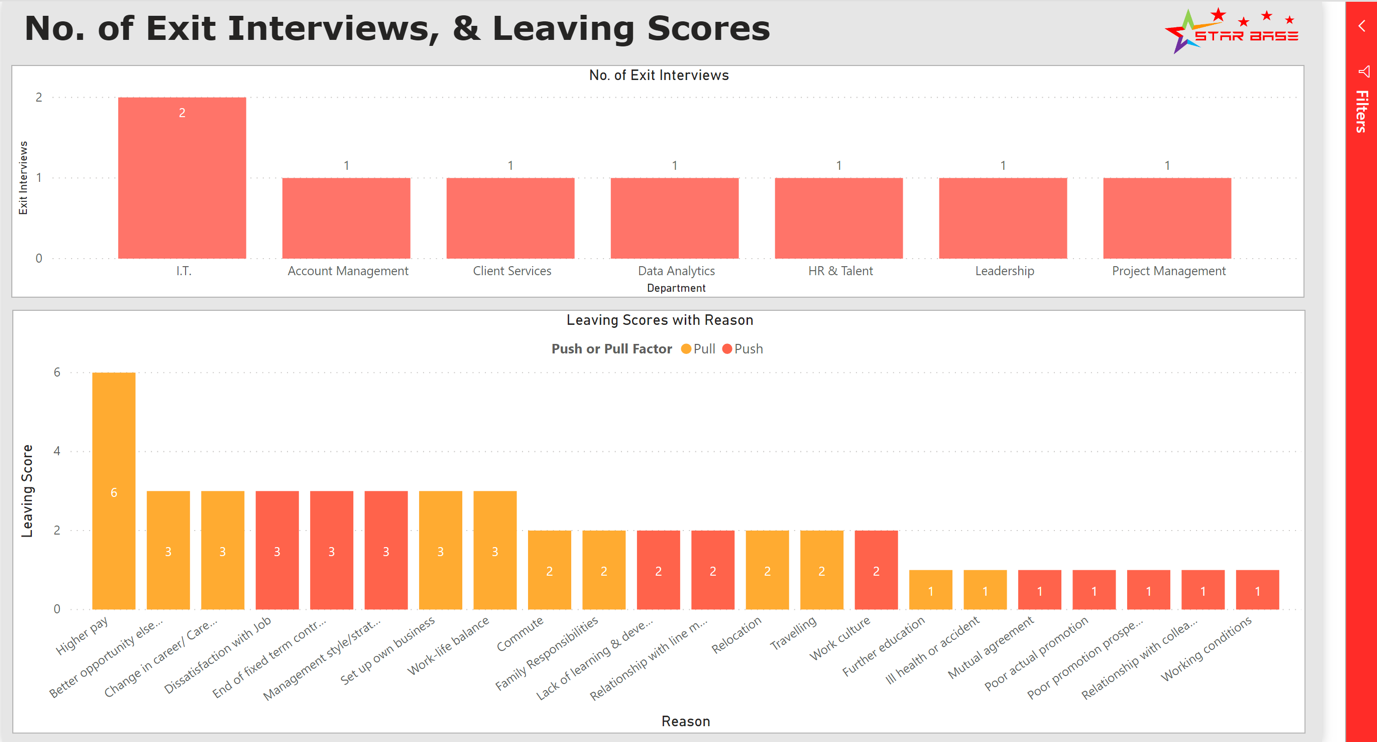 No. of Exit Interviews, & Leaving Scores
STAR BASE
Filters
No. of Exit Interviews
Exit Interviews
2
1
0
2
1
1
1
1
1
1
I.T.
Account Management
Client Services
Data Analytics
HR & Talent
Leadership
Project Management
Department
Leaving Scores with Reason
Push or Pull Factor Pull Push
Leaving Score
6
4
2
0
6
3
3
3
3
3
3
3
2
2
2
2
2
2
2
1
1
1
1
1
1
1
Higher pay
Better opportunity else...
Change in career/ Care...
Dissatisfaction with Job
End of fixed term contr...
Management style/strat...
Set up own business
Work-life balance
Commute
Family Responsibilities
Lack of learning & deve...
Relationship with line m...
Relocation
Travelling
Work culture
Further education
Ill health or accident
Mutual agreement
Poor actual promotion
Poor promotion prospe...
Relationship with collea...
Working conditions
Reason